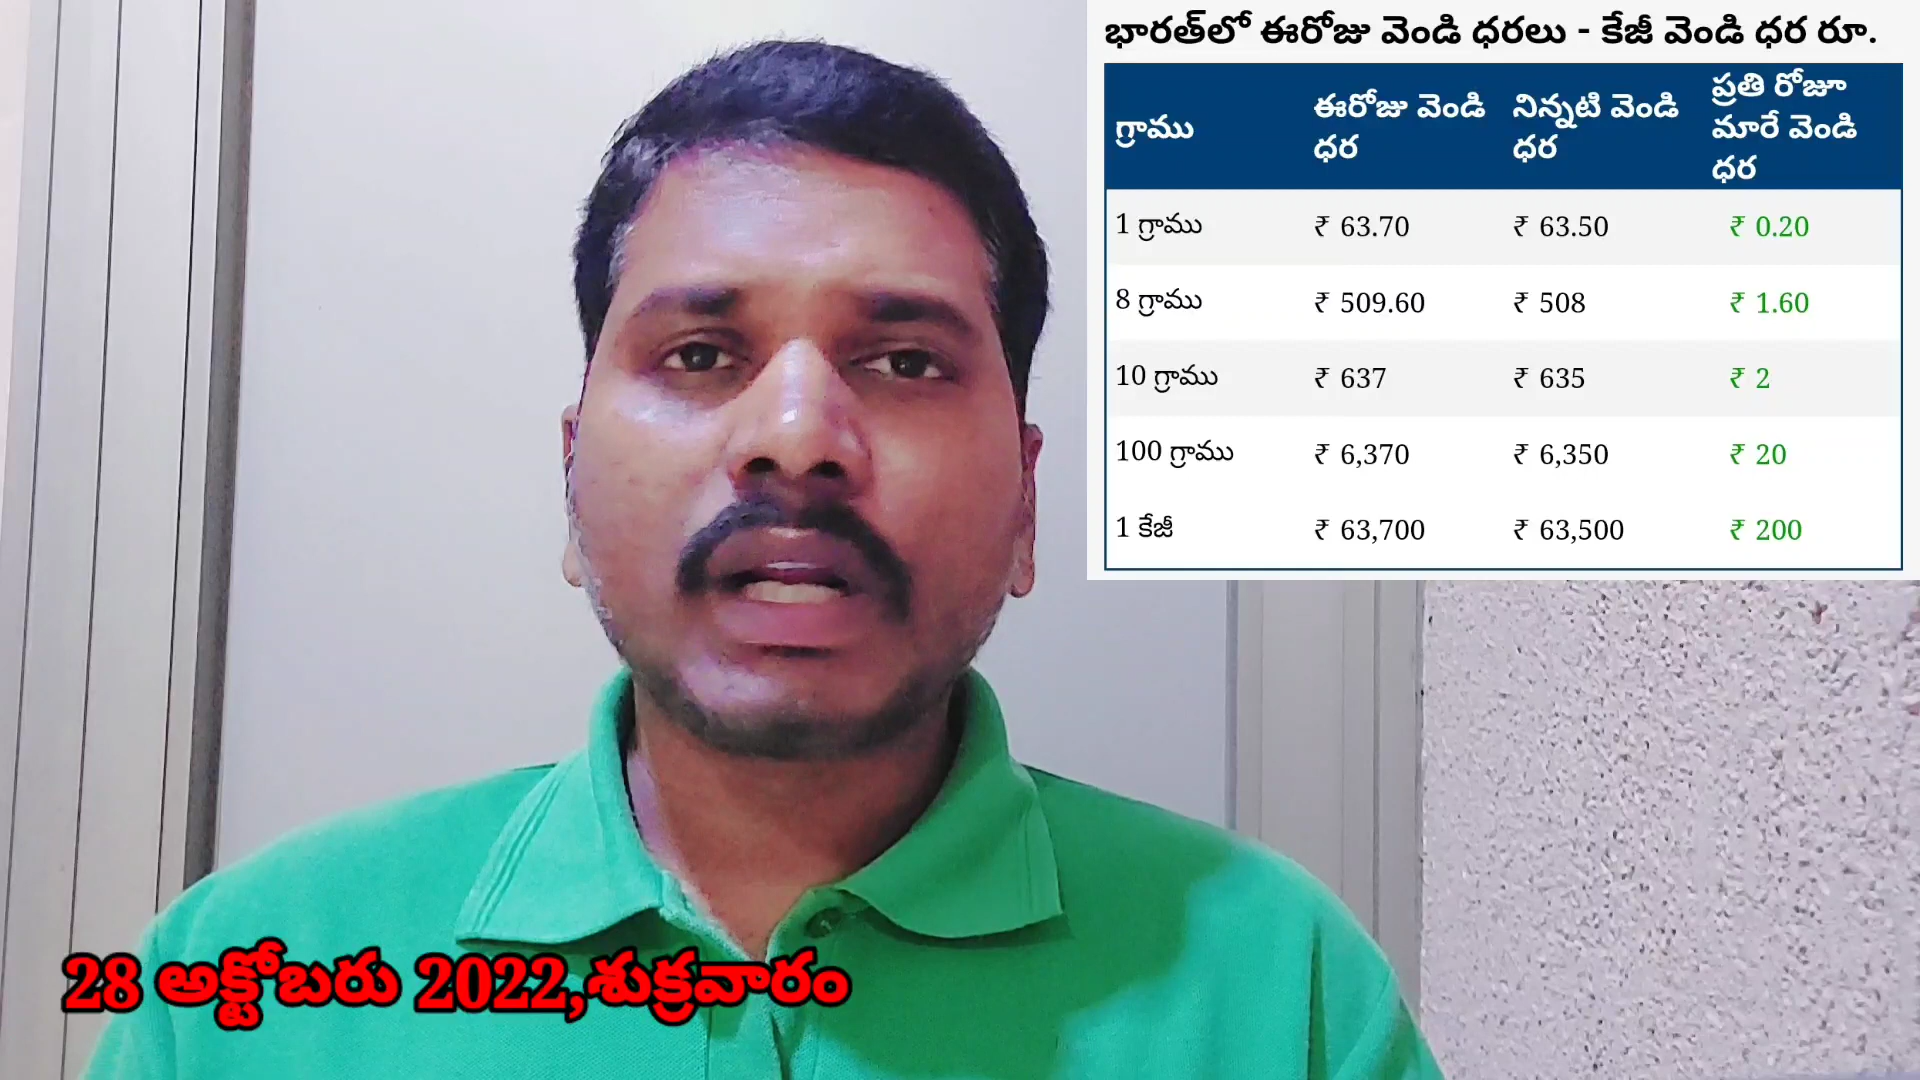 భారత్‌లో ఈరోజు వెండి ధరలు - కేజీ వెండి ధర రూ.
గ్రాము ఈరోజు వెండి ధర నిన్నటి వెండి ధర ప్రతి రోజూ మారే వెండి ధర
1 గ్రాము ₹ 63.70 ₹ 63.50 ₹ 0.20
8 గ్రాము ₹ 509.60 ₹ 508 ₹ 1.60
10 గ్రాము ₹ 637 ₹ 635 ₹ 2
100 గ్రాము ₹ 6,370 ₹ 6,350 ₹ 20
1 కేజీ ₹ 63,700 ₹ 63,500 ₹ 200
28 అక్టోబరు 2022,శుక్రవారం